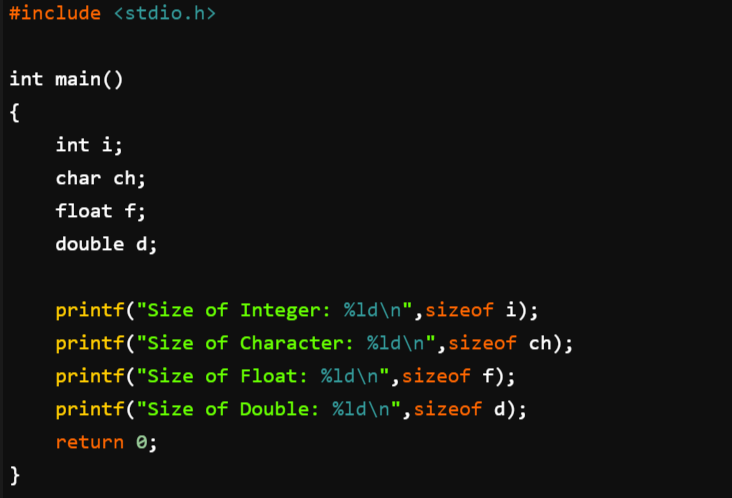 #include <stdio.h>
int main()
{
    int i;
    char ch;
    float f;
    double d;
    printf("Size of Integer: %ld\n",sizeof i);
    printf("Size of Character: %ld\n",sizeof ch);
    printf("Size of Float: %ld\n",sizeof f);
    printf("Size of Double: %ld\n",sizeof d);
    return 0;
}